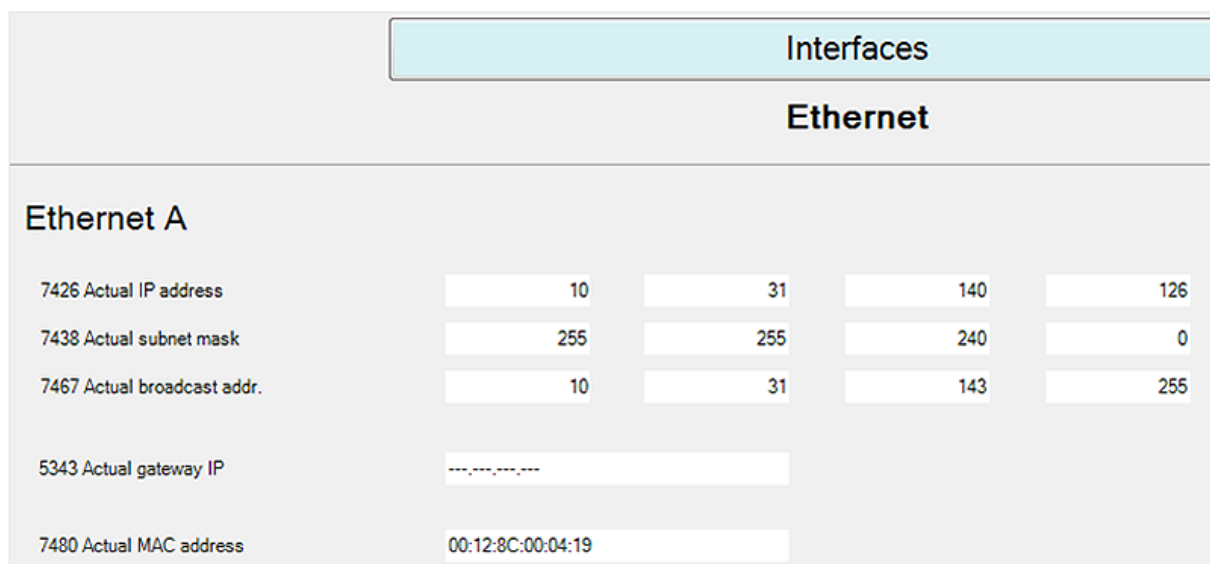 Interfaces
Ethernet
Ethernet A
7426 Actual IP address 10 31 140 126
7438 Actual subnet mask 255 255 240 0
7467 Actual broadcast addr. 10 31 143 255
5343 Actual gateway IP ---.---.---.---
7480 Actual MAC address 00:12:8C:00:04:19